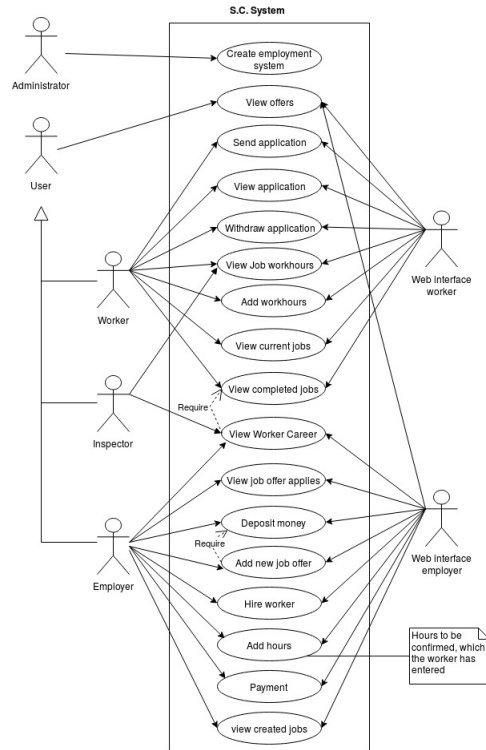 S.C. System
Administrator
Create employment
system
User
View offers
Send application
View application
Withdraw application
View Job workhours
Add workhours
View current jobs
View completed jobs
Worker
Web interface
worker
Require
View Worker Career
Inspector
View job offer applies
Deposit money
Require
Add new job offer
Employer
Web interface
employer
Hire worker
Add hours
Hours to be
confirmed, which
the worker has
entered
Payment
view created jobs